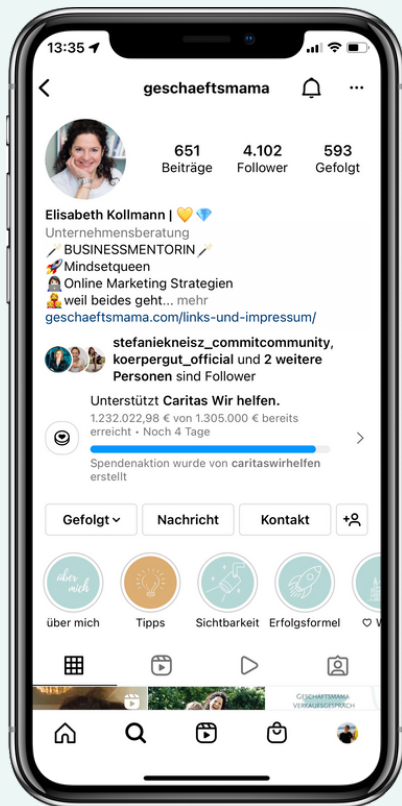 13:35
geschaeftsmama
651
4.102
593
Beiträge
Follower
Gefolgt
Elisabeth Kollmann | 💛 💎
Unternehmensberatung
BUSINESSMENTORIN
🚀Mindsetqueen
Online Marketing Strategien
weil beides geht... mehr
geschaeftsmama.com/links-und-impressum/
stefaniekneisz_commitcommunity,
koerpergut_official und 2 weitere
Personen sind Follower
Unterstützt Caritas Wir helfen.
1.232.022,98 € von 1.305.000 € bereits
erreicht • Noch 4 Tage
Spendenaktion wurde von caritaswirhelfen
erstellt
Gefolgt
Nachricht
Kontakt
über
mich
über mich
Tipps
Sichtbarkeit
Erfolgsformel
GESCHÄFTSMAMA
VERKAUFSGESPRÄCH